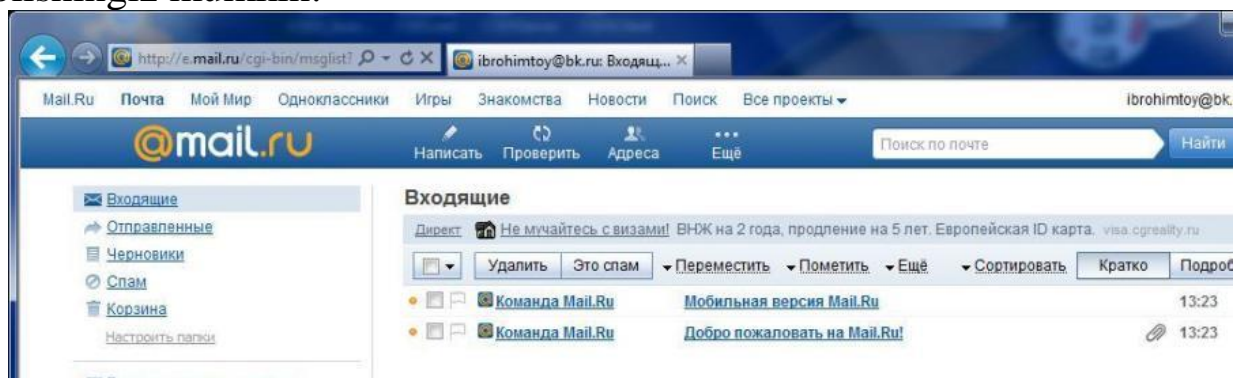 http://e.mail.ru/cgi-bin/msglist? ibrohimtoy@bk.ru: Входящ...
Mail.Ru Почта Мой Мир Одноклассники Игры Знакомства Новости Поиск Все проекты ibrohimtoy@bk.
@mail.ru Написать Проверить Адреса Ещё Поиск по почте Найти
Входящие
Отправленные
Черновики
Спам
Корзина
Настроить папки
Входящие
Директ Не мучайтесь с визами! ВНЖ на 2 года, продление на 5 лет. Европейская ID карта. visa.cgreality.ru
Удалить Это спам Переместить Пометить Ещё Сортировать Кратко Подроб
Команда Mail.Ru Мобильная версия Mail.Ru 13:23
Команда Mail.Ru Добро пожаловать на Mail.Ru! 13:23